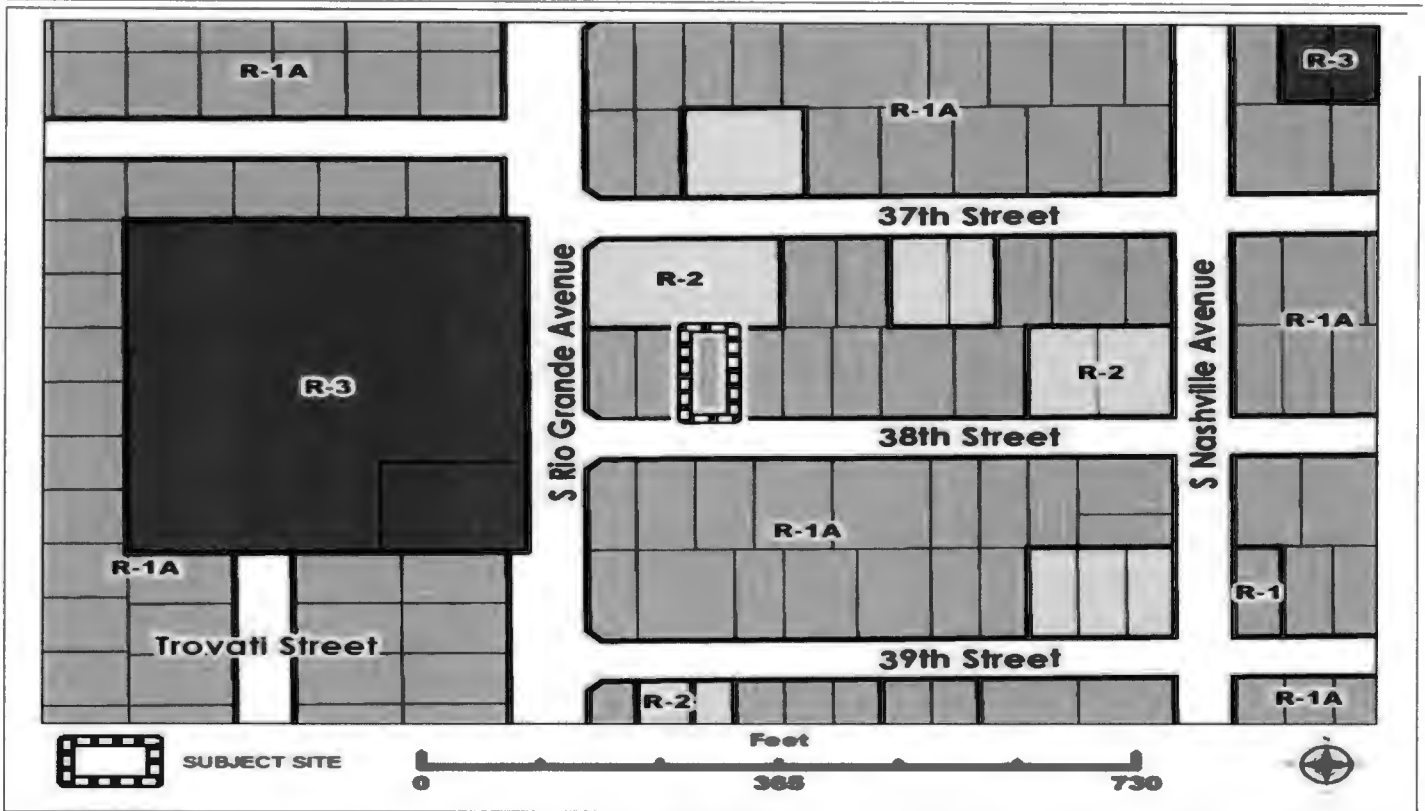 R-1A
R-3
R-1A
37th Street
R-2
S Rio Grande Avenue
S Nashville Avenue
R-1A
R-3
R-2
38th Street
R-1A
R-1A
R-1
Trovati Street
39th Street
R-2
R-1A
SUBJECT SITE
Feet
0
365
730